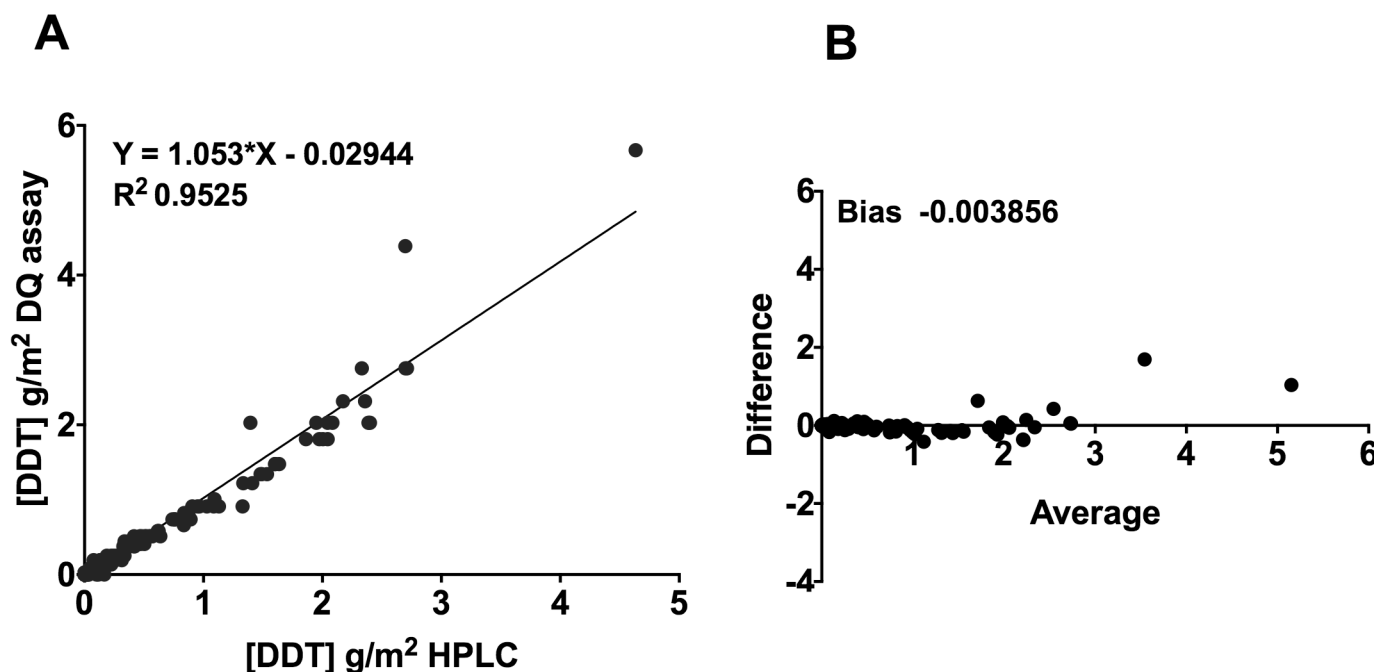 A
6
4
2
0
[DDT] g/m² DQ assay
Y = 1.053*X - 0.02944
R² 0.9525
0 1 2 3 4 5
[DDT] g/m² HPLC
B
6
4
2
0
-2
-4
Difference
Bias -0.003856
1 2 3 4 5 6
Average